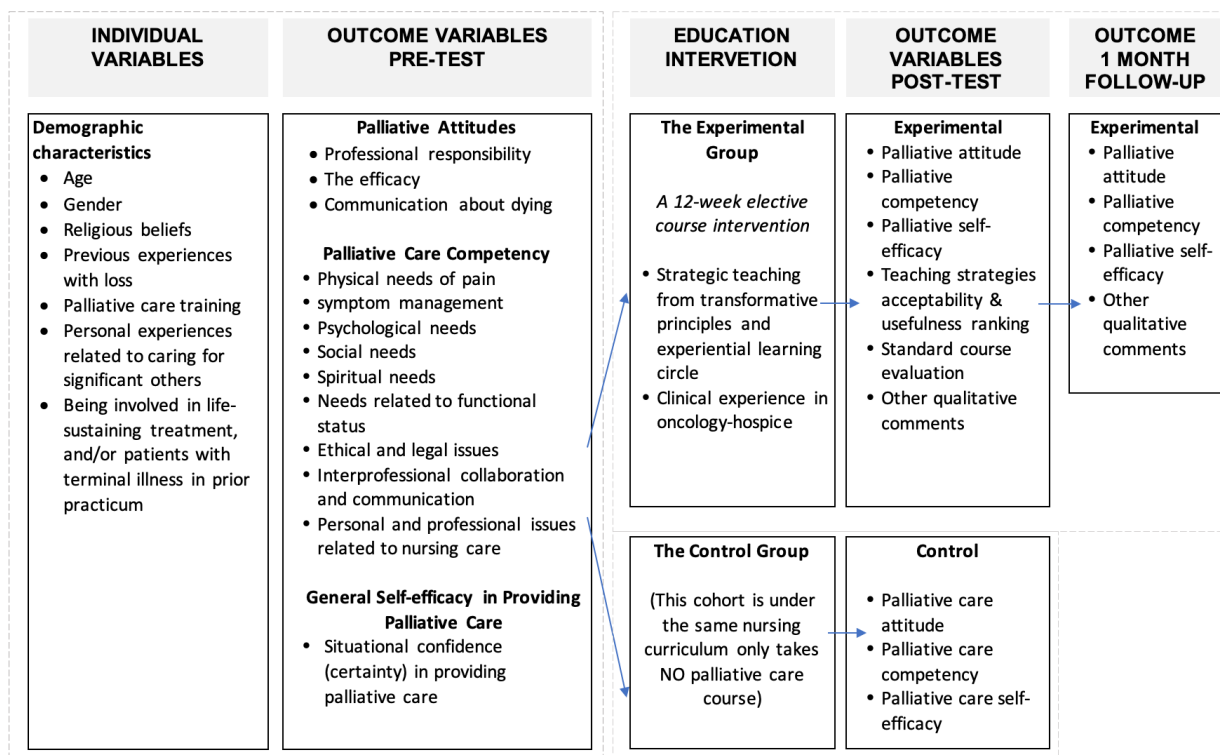 INDIVIDUAL
VARIABLES
Demographic
characteristics
• Age
• Gender
• Religious beliefs
• Previous experiences
with loss
• Palliative care training
• Personal experiences
related to caring for
significant others
• Being involved in life-
sustaining treatment,
and/or patients with
terminal illness in prior
practicum
OUTCOME VARIABLES
PRE-TEST
Palliative Attitudes
• Professional responsibility
• The efficacy
• Communication about dying
Palliative Care Competency
• Physical needs of pain
• symptom management
• Psychological needs
• Social needs
• Spiritual needs
• Needs related to functional
status
• Ethical and legal issues
• Interprofessional collaboration
and communication
• Personal and professional issues
related to nursing care
General Self-efficacy in Providing
Palliative Care
• Situational confidence
(certainty) in providing
palliative care
EDUCATION
INTERVETION
The Experimental
Group
A 12-week elective
course intervention
• Strategic teaching
from transformative
principles and
experiential learning
circle
• Clinical experience in
oncology-hospice
OUTCOME
VARIABLES
POST-TEST
Experimental
• Palliative attitude
• Palliative
competency
• Palliative self-
efficacy
• Teaching strategies
acceptability &
usefulness ranking
• Standard course
evaluation
• Other qualitative
comments
OUTCOME
1 MONTH
FOLLOW-UP
Experimental
• Palliative
attitude
• Palliative
competency
• Palliative self-
efficacy
• Other
qualitative
comments
The Control Group
(This cohort is under
the same nursing
curriculum only takes
NO palliative care
course)
Control
• Palliative care
attitude
• Palliative care
competency
• Palliative care self-
efficacy